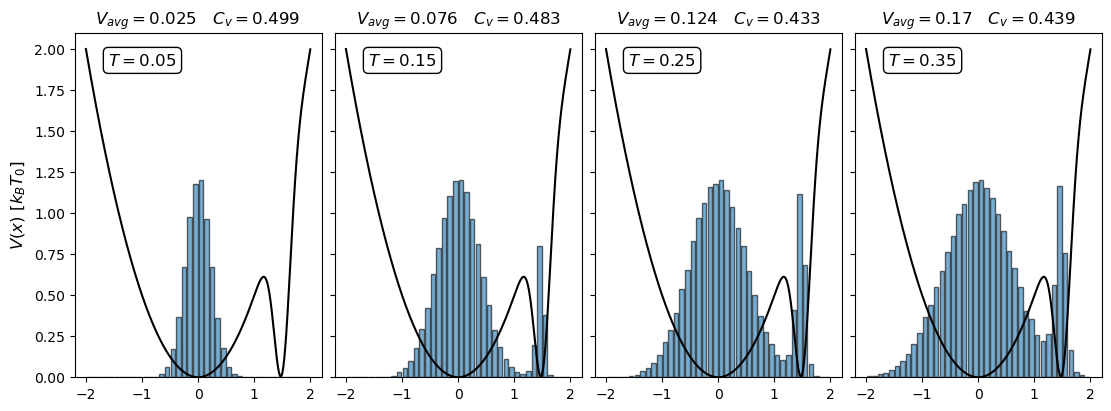 V_avg = 0.025 C_v = 0.499
V_avg = 0.076 C_v = 0.483
V_avg = 0.124 C_v = 0.433
V_avg = 0.17 C_v = 0.439
T = 0.05
T = 0.15
T = 0.25
T = 0.35
V(x) [k_B T_0]
2.00
1.75
1.50
1.25
1.00
0.75
0.50
0.25
0.00
−2 −1 0 1 2
−2 −1 0 1 2
−2 −1 0 1 2
−2 −1 0 1 2